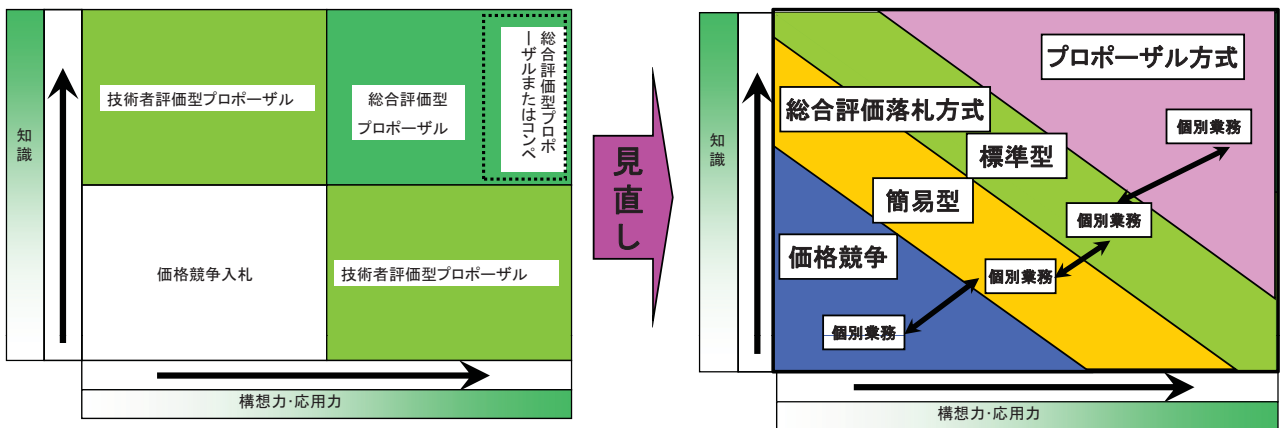 知識
技術者評価型プロポーザル
総合評価型
プロポーザル
総合評価型プロポ
ーザルまたはコンペ
価格競争入札
技術者評価型プロポーザル
構想力・応用力
見直し
知識
プロポーザル方式
総合評価落札方式
個別業務
標準型
簡易型
個別業務
価格競争
個別業務
個別業務
構想力・応用力